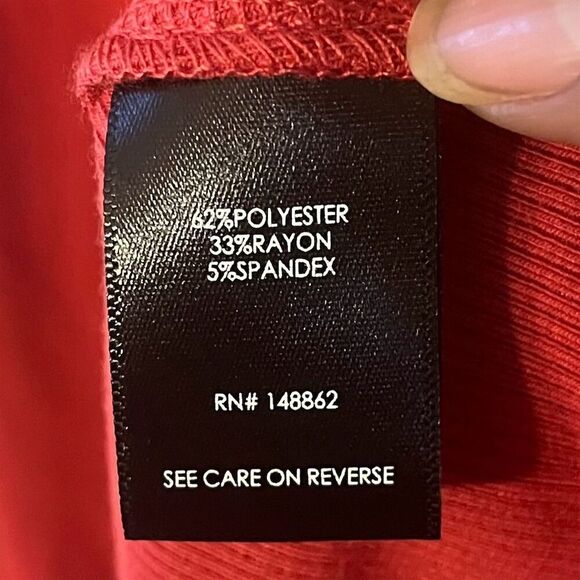 62%POLYESTER
33%RAYON
5%SPANDEX
RN# 148862
SEE CARE ON REVERSE